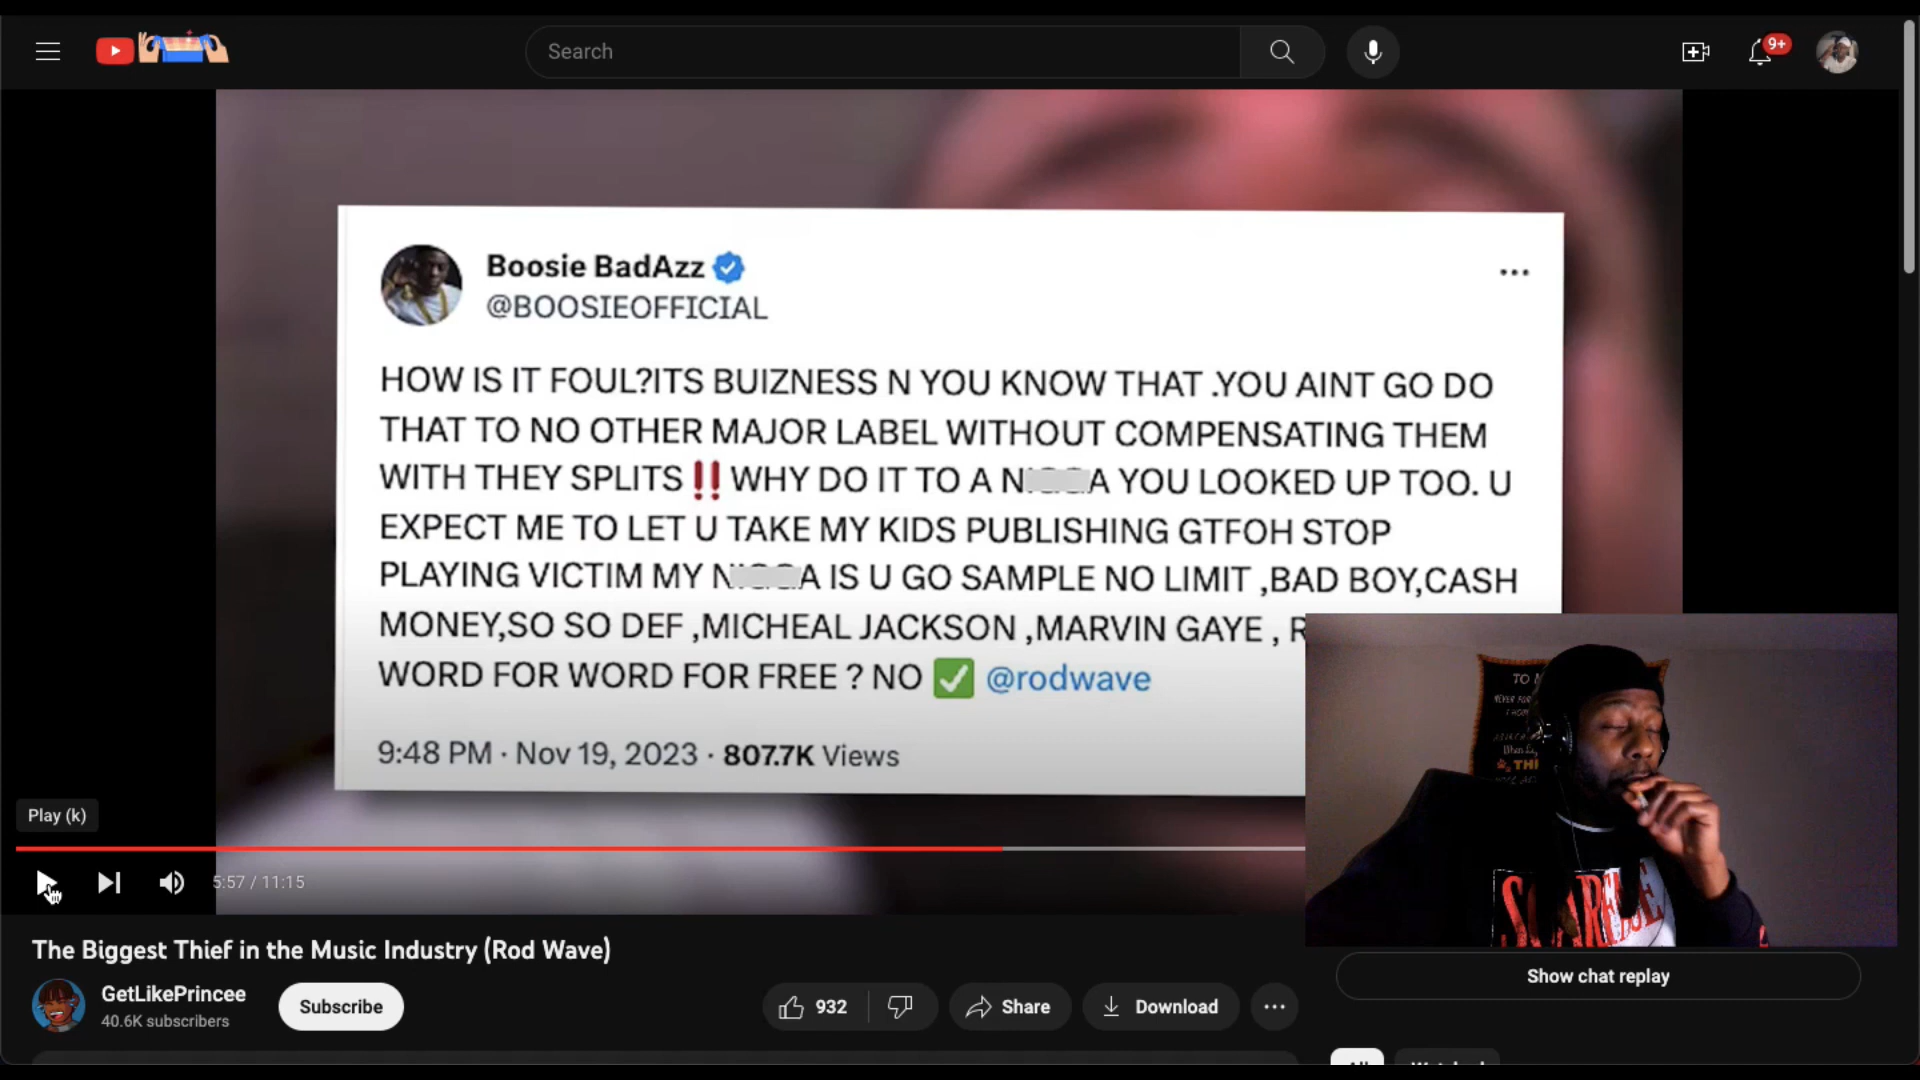 Search
9+
Boosie BadAzz
@BOOSIEOFFICIAL
HOW IS IT FOUL?ITS BUIZNESS N YOU KNOW THAT .YOU AINT GO DO
THAT TO NO OTHER MAJOR LABEL WITHOUT COMPENSATING THEM
WITH THEY SPLITS‼️WHY DO IT TO A N A YOU LOOKED UP TOO. U
EXPECT ME TO LET U TAKE MY KIDS PUBLISHING GTFOH STOP
PLAYING VICTIM MY N A IS U GO SAMPLE NO LIMIT ,BAD BOY,CASH
MONEY,SO SO DEF ,MICHEAL JACKSON ,MARVIN GAYE , R
WORD FOR WORD FOR FREE ? NO ✅ @rodwave
9:48 PM · Nov 19, 2023 · 807.7K Views
TO
Play (k)
5:57 / 11:15
SCARFACE
The Biggest Thief in the Music Industry (Rod Wave)
GetLikePrincee
40.6K subscribers
Subscribe
932
Share
Download
Show chat replay